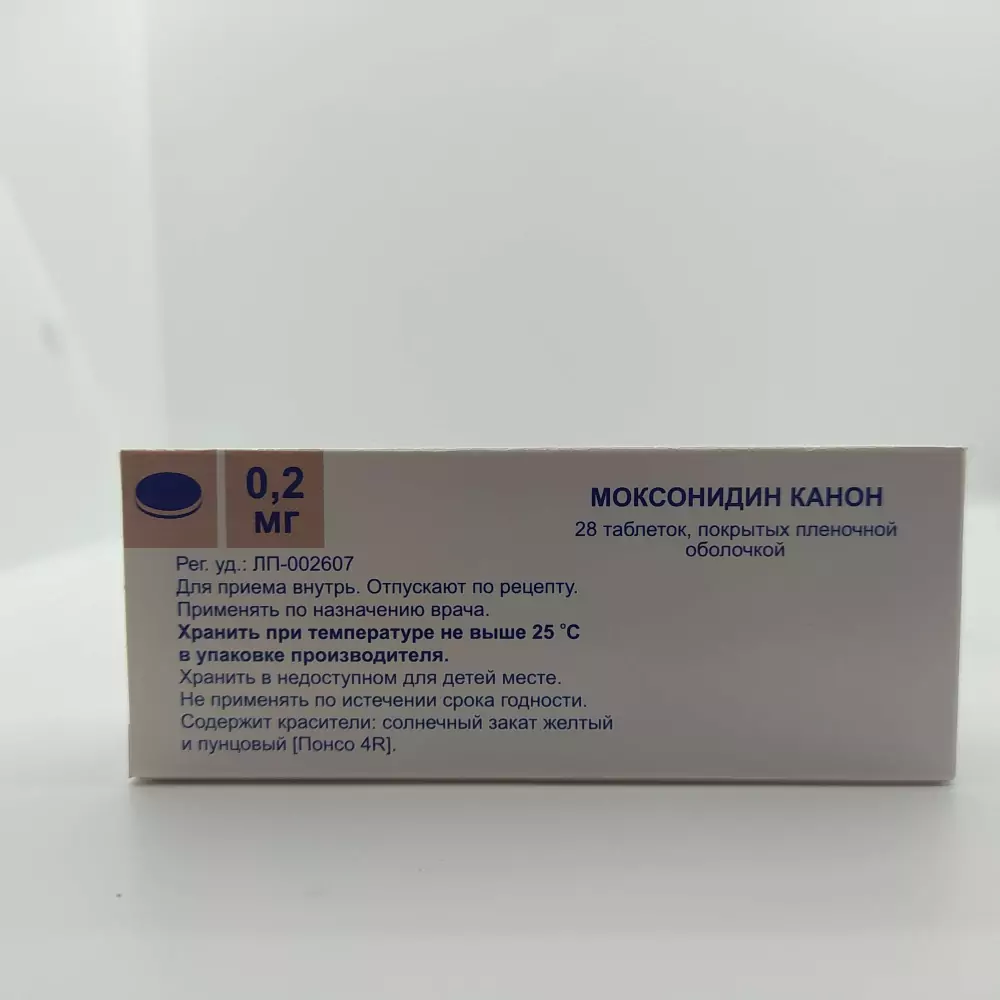 0,2
мг
МОКСОНИДИН КАНОН
28 таблеток, покрытых пленочной
оболочкой
Рег. уд.: ЛП-002607
Для приема внутрь. Отпускают по рецепту.
Применять по назначению врача.
Хранить при температуре не выше 25 °С
в упаковке производителя.
Хранить в недоступном для детей месте.
Не применять по истечении срока годности.
Содержит красители: солнечный закат желтый
и пунцовый [Понсо 4R].